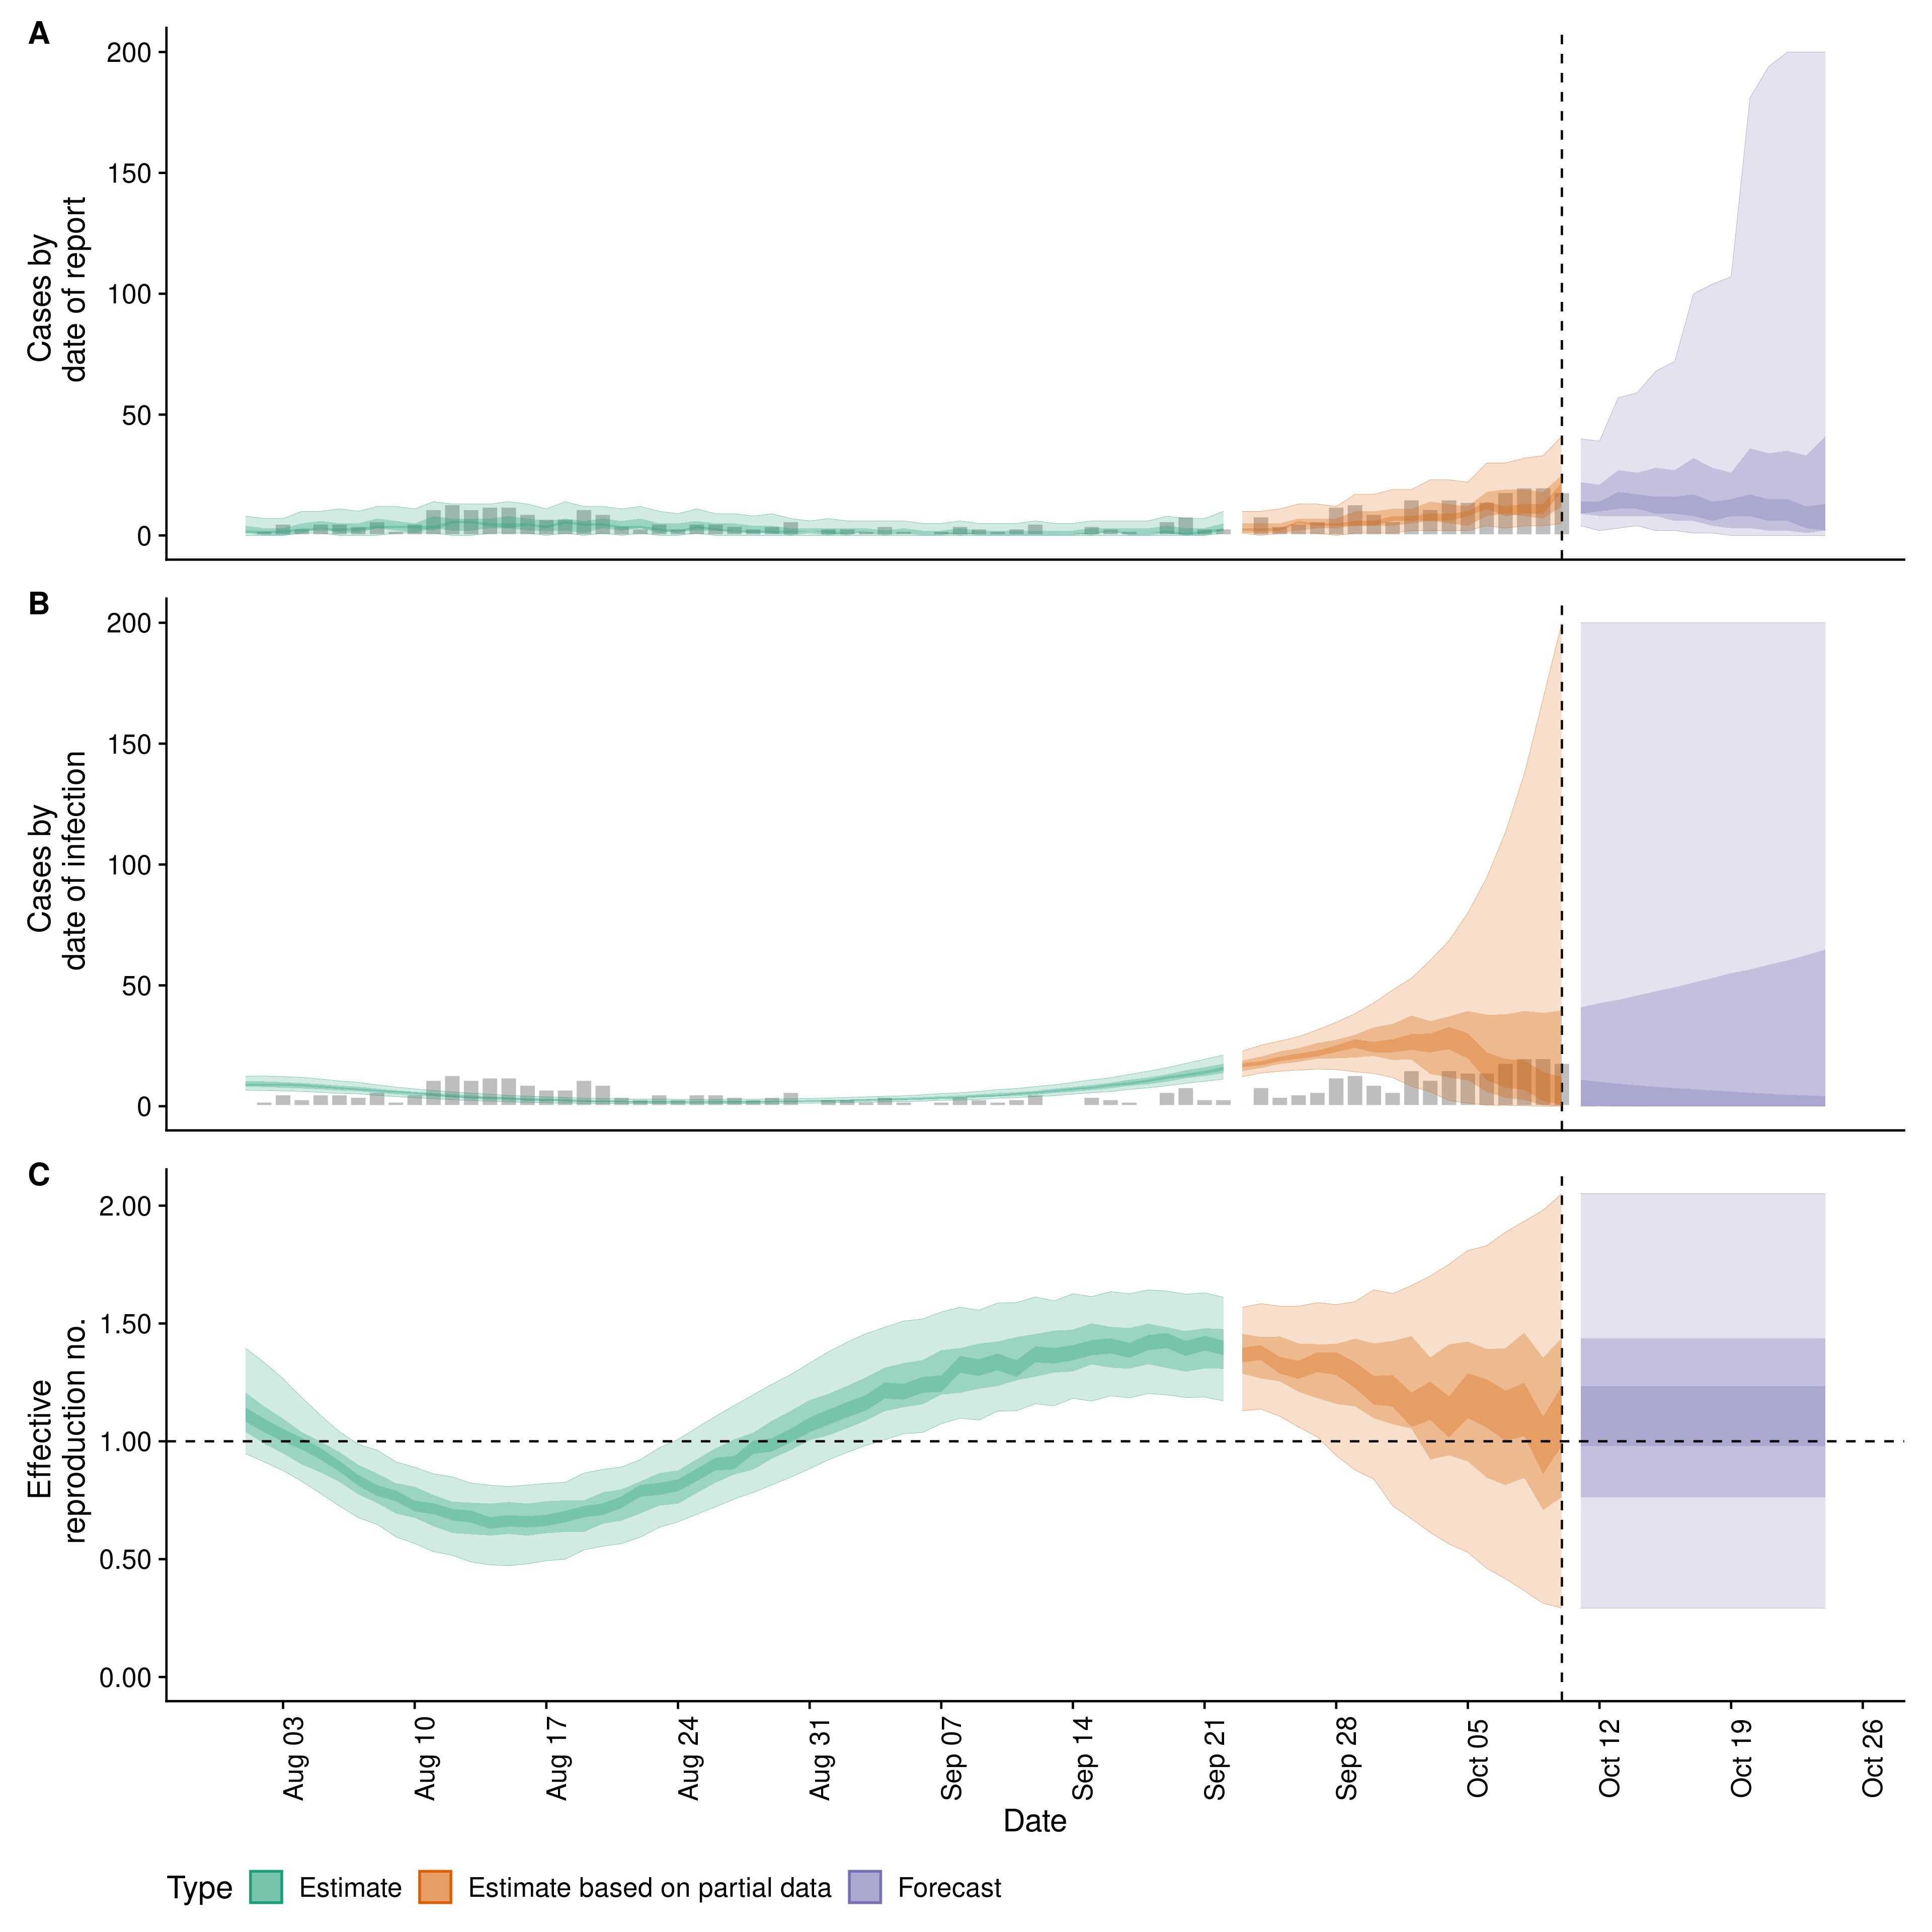 A
200
150
100
50
0
Cases by
date of report
B
200
150
100
50
0
Cases by
date of infection
C
2.00
1.50
1.00
0.50
0.00
Effective
reproduction no.
Aug 03
Aug 10
Aug 17
Aug 24
Aug 31
Sep 07
Sep 14
Sep 21
Sep 28
Oct 05
Oct 12
Oct 19
Oct 26
Date
Type Estimate Estimate based on partial data Forecast